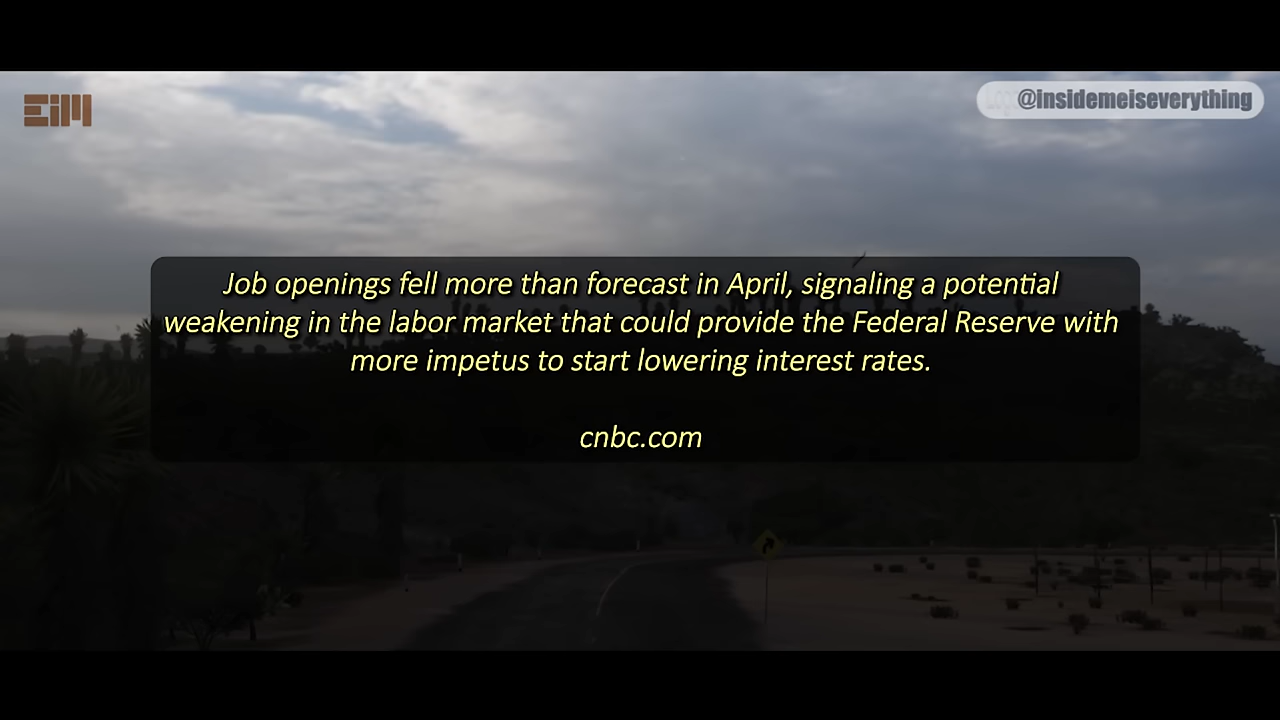 EiM
@insidemeiseverything
Job openings fell more than forecast in April, signaling a potential
weakening in the labor market that could provide the Federal Reserve with
more impetus to start lowering interest rates.
cnbc.com